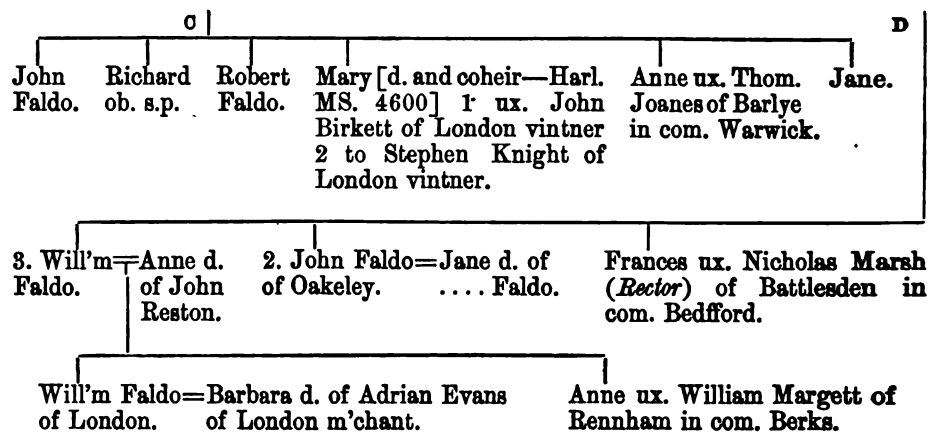 C D
John Richard Robert Mary [d. and coheir—Harl. Anne ux. Thom. Jane.
Faldo. ob. s.p. Faldo. MS. 4600] 1 ux. John Joanes of Barlye
Birkett of London vintner in com. Warwick.
2 to Stephen Knight of
London vintner.
3. Will'm=Anne d. 2. John Faldo=Jane d. of Frances ux. Nicholas Marsh
Faldo. of John of Oakeley. .... Faldo. (Rector) of Battlesden in
Reston. com. Bedfford.
Will'm Faldo=Barbara d. of Adrian Evans Anne ux. William Margett of
of London. of London m'chant. Rennham in com. Berks.